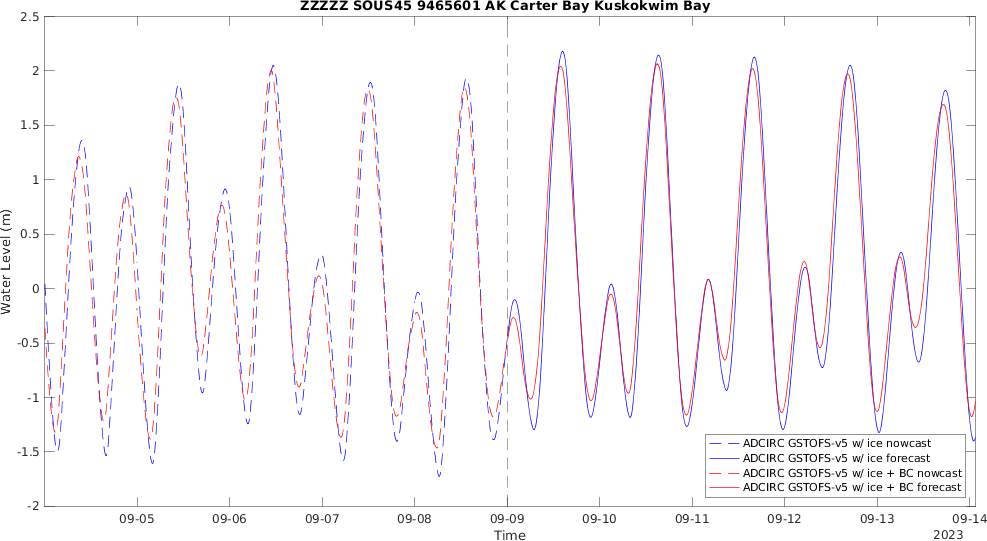 ZZZZZ SOUS45 9465601 AK Carter Bay Kuskokwim Bay
2.5
2
1.5
1
0.5
0
-0.5
-1
-1.5
-2
Water Level (m)
09-05 09-06 09-07 09-08 09-09 09-10 09-11 09-12 09-13 09-14
Time
2023
ADCIRC GSTOFS-v5 w/ ice nowcast
ADCIRC GSTOFS-v5 w/ ice forecast
ADCIRC GSTOFS-v5 w/ ice + BC nowcast
ADCIRC GSTOFS-v5 w/ ice + BC forecast